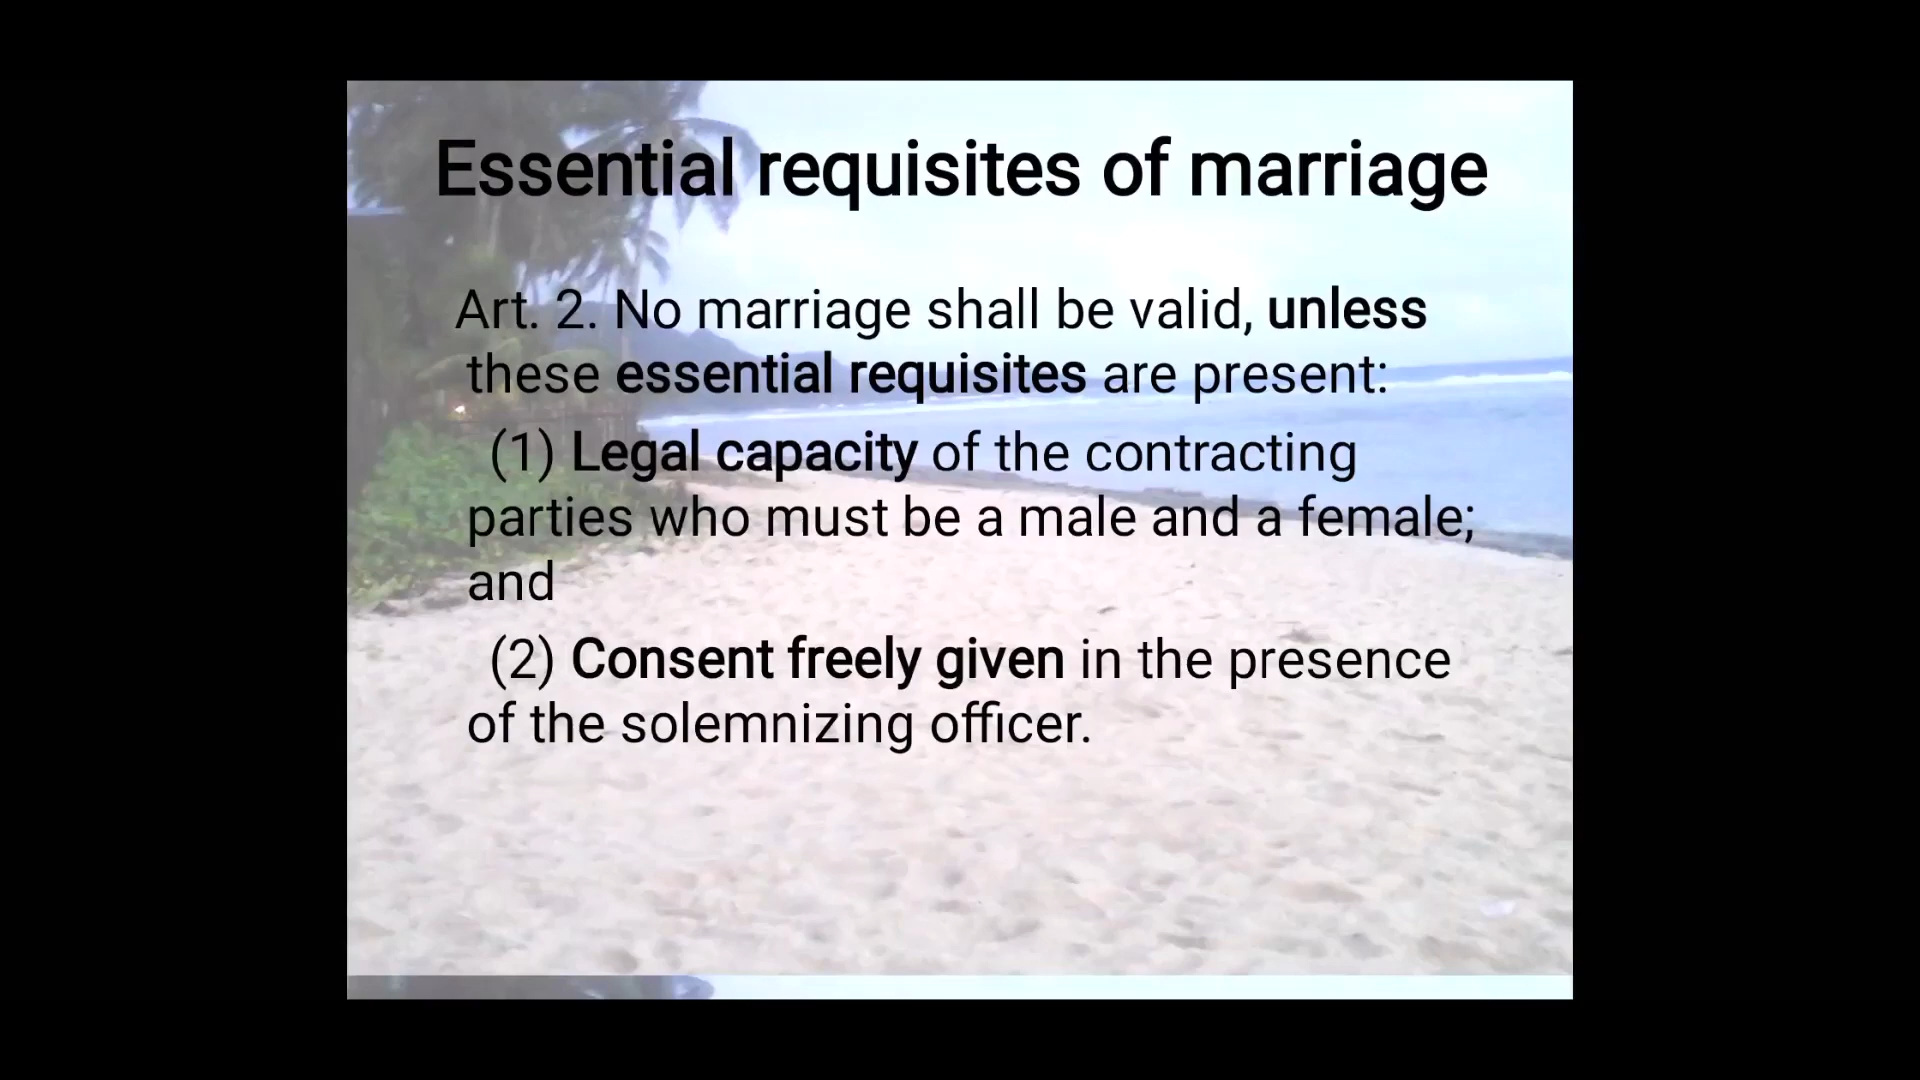 Essential requisites of marriage
Art. 2. No marriage shall be valid, unless
these essential requisites are present:
(1) Legal capacity of the contracting
parties who must be a male and a female;
and
(2) Consent freely given in the presence
of the solemnizing officer.